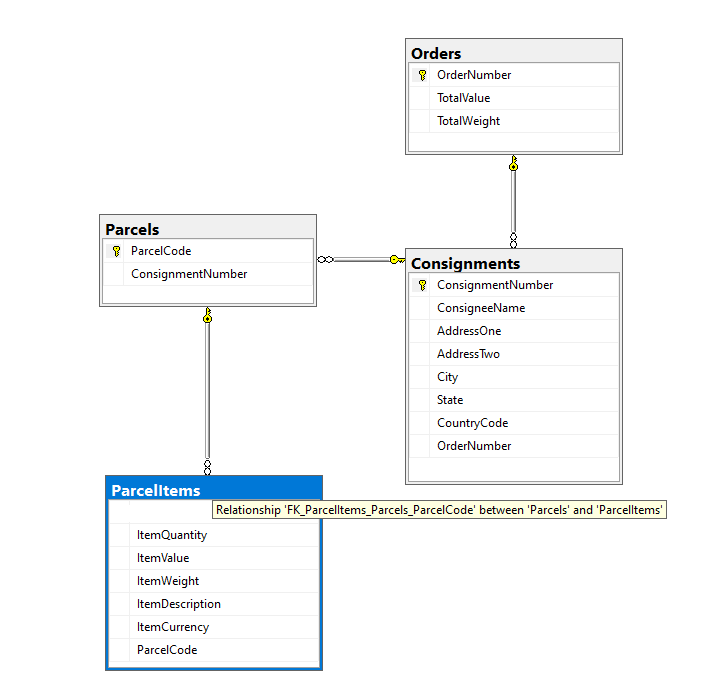 Orders
OrderNumber
TotalValue
TotalWeight
Parcels
ParcelCode
ConsignmentNumber
Consignments
ConsignmentNumber
ConsigneeName
AddressOne
AddressTwo
City
State
CountryCode
OrderNumber
ParcelItems
Relationship 'FK_ParcelItems_Parcels_ParcelCode' between 'Parcels' and 'ParcelItems'
ItemQuantity
ItemValue
ItemWeight
ItemDescription
ItemCurrency
ParcelCode